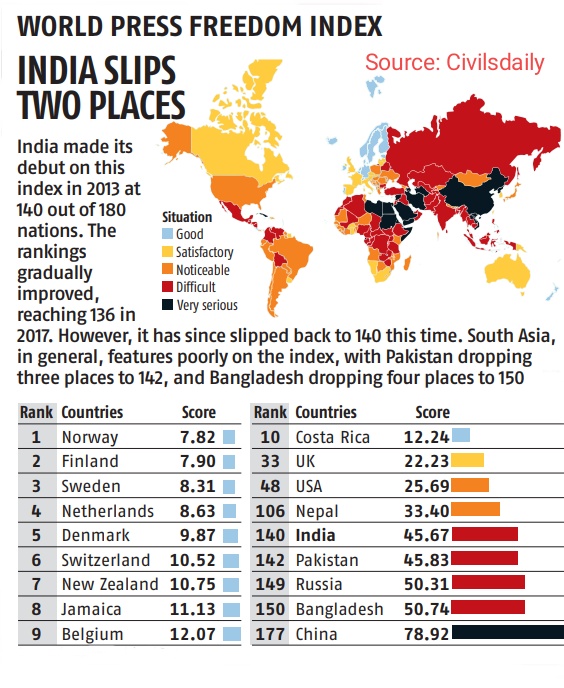 WORLD PRESS FREEDOM INDEX
INDIA SLIPS
TWO PLACES
Source: Civilsdaily
India made its
debut on this
index in 2013 at
140 out of 180
nations. The
rankings
gradually
improved,
reaching 136 in
2017. However, it has since slipped back to 140 this time. South Asia,
in general, features poorly on the index, with Pakistan dropping
three places to 142, and Bangladesh dropping four places to 150
Situation
Good
Satisfactory
Noticeable
Difficult
Very serious
Rank Countries Score
1 Norway 7.82
2 Finland 7.90
3 Sweden 8.31
4 Netherlands 8.63
5 Denmark 9.87
6 Switzerland 10.52
7 New Zealand 10.75
8 Jamaica 11.13
9 Belgium 12.07
Rank Countries Score
10 Costa Rica 12.24
33 UK 22.23
48 USA 25.69
106 Nepal 33.40
140 India 45.67
142 Pakistan 45.83
149 Russia 50.31
150 Bangladesh 50.74
177 China 78.92